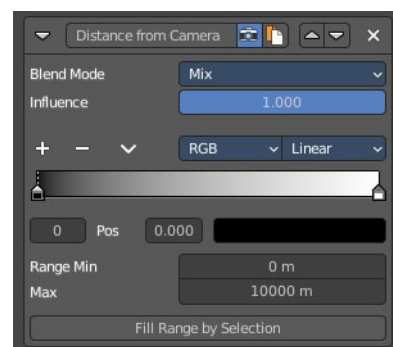 Distance from Camera
Blend Mode Mix
Influence 1.000
RGB Linear
0 Pos 0.000
Range Min 0 m
Max 10000 m
Fill Range by Selection